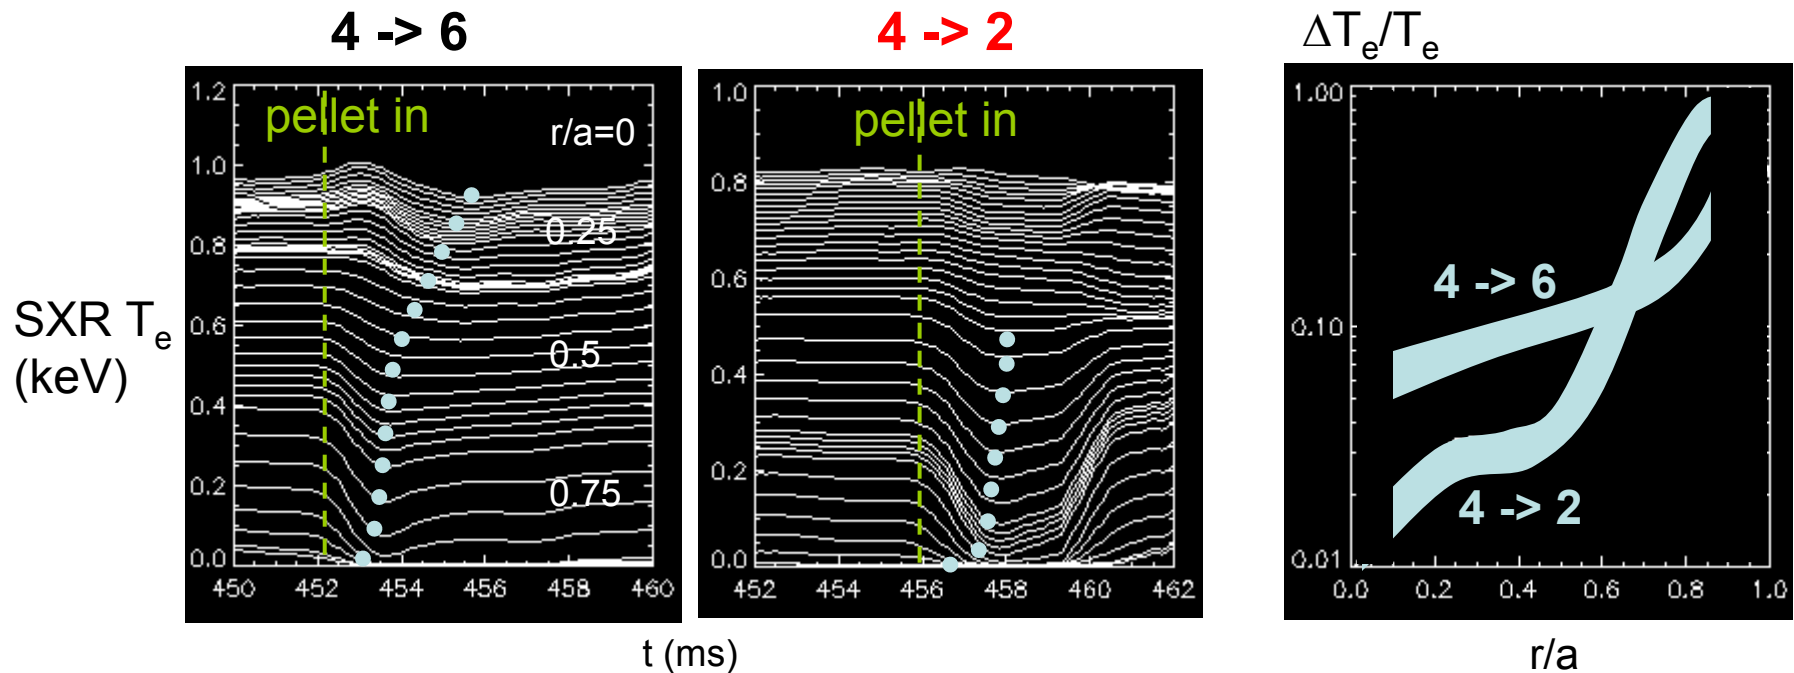 4 -> 6
4 -> 2
ΔTe/Te
SXR Te
(keV)
pellet in
r/a=0
0.25
0.5
0.75
1.2
1.0
0.8
0.6
0.4
0.2
0.0
450 452 454 456 458 460
pellet in
1.0
0.8
0.6
0.4
0.2
0.0
452 454 456 458 460 462
t (ms)
1.00
0.10
0.01
4 -> 6
4 -> 2
0.0 0.2 0.4 0.6 0.8 1.0
r/a